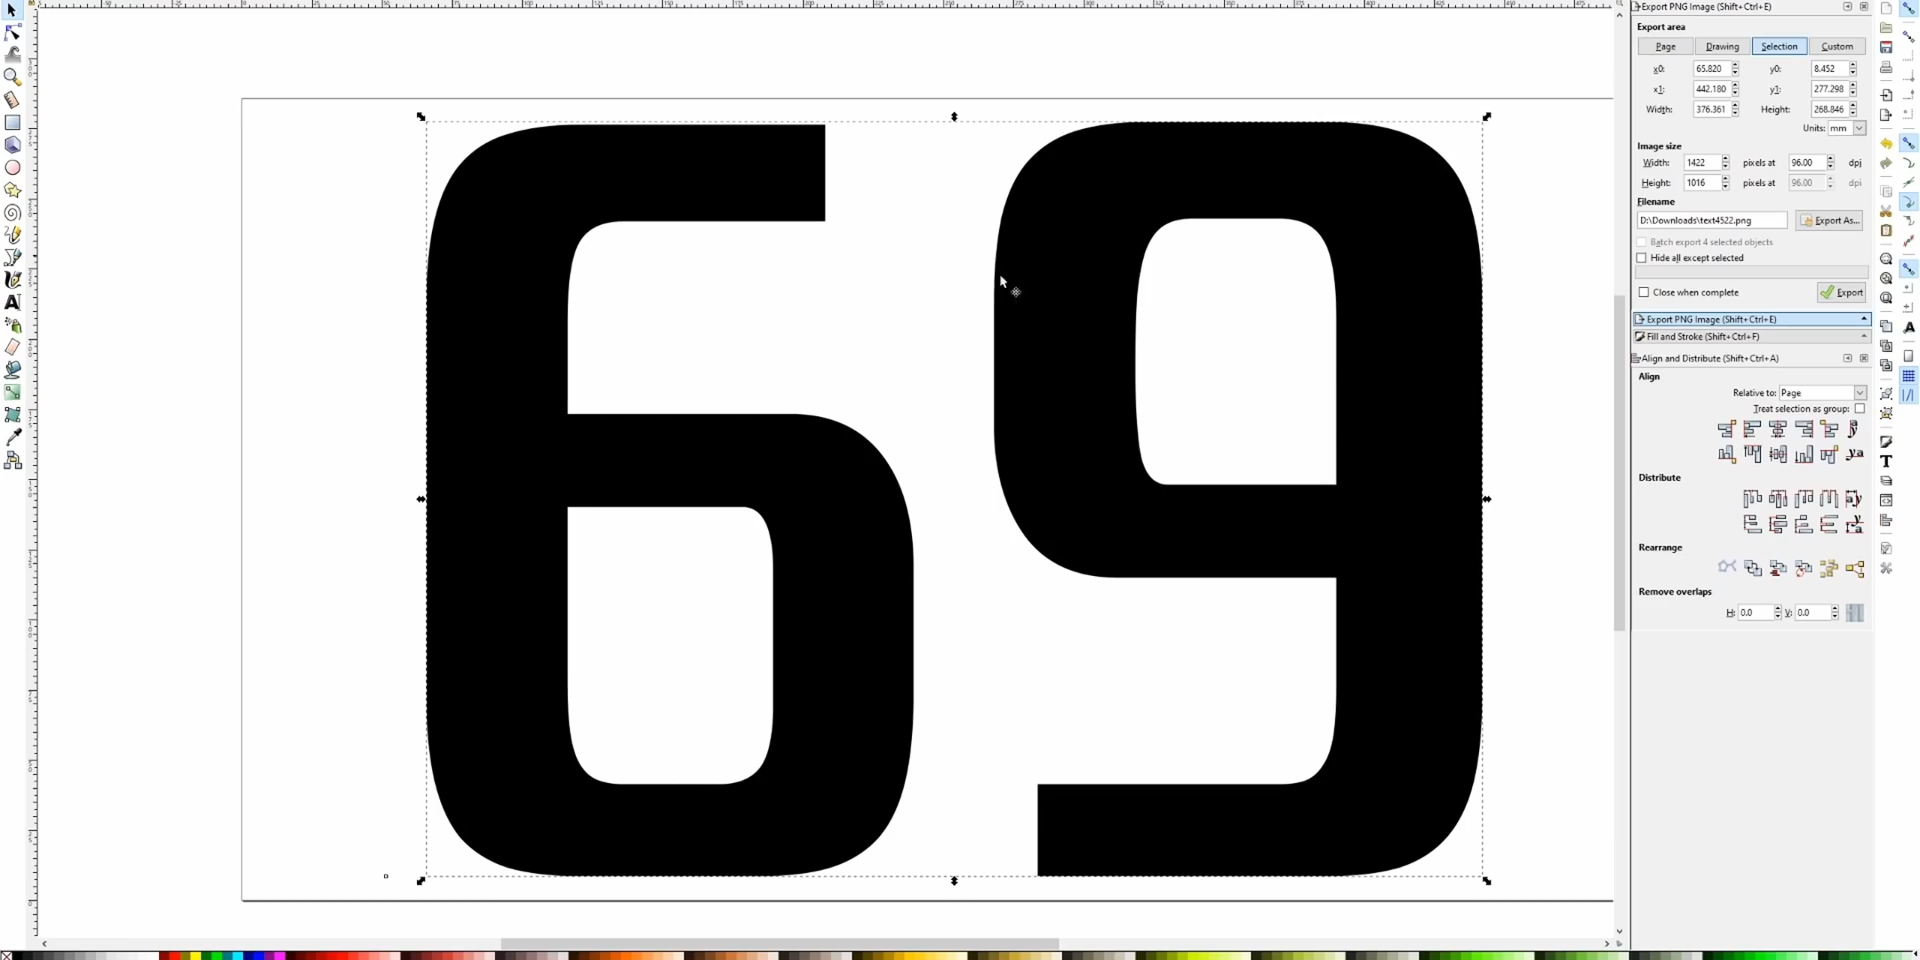 Export PNG Image (Shift+Ctrl+E)
Export area
Page Drawing Selection Custom
x0: 65.820 y0: 8.452
x1: 442.180 y1: 277.298
Width: 376.361 Height: 268.846
Units: mm
Image size
Width: 1422 pixels at 96.00 dpi
Height: 1016 pixels at 96.00 dpi
Filename
D:\Downloads\text4522.png Export As...
Batch export 4 selected objects
Hide all except selected
Close when complete Export
Export PNG Image (Shift+Ctrl+E)
Fill and Stroke (Shift+Ctrl+F)
Align and Distribute (Shift+Ctrl+A)
Align
Relative to: Page
Treat selection as group:
Distribute
Rearrange
Remove overlaps
H: 0.0 V: 0.0
69